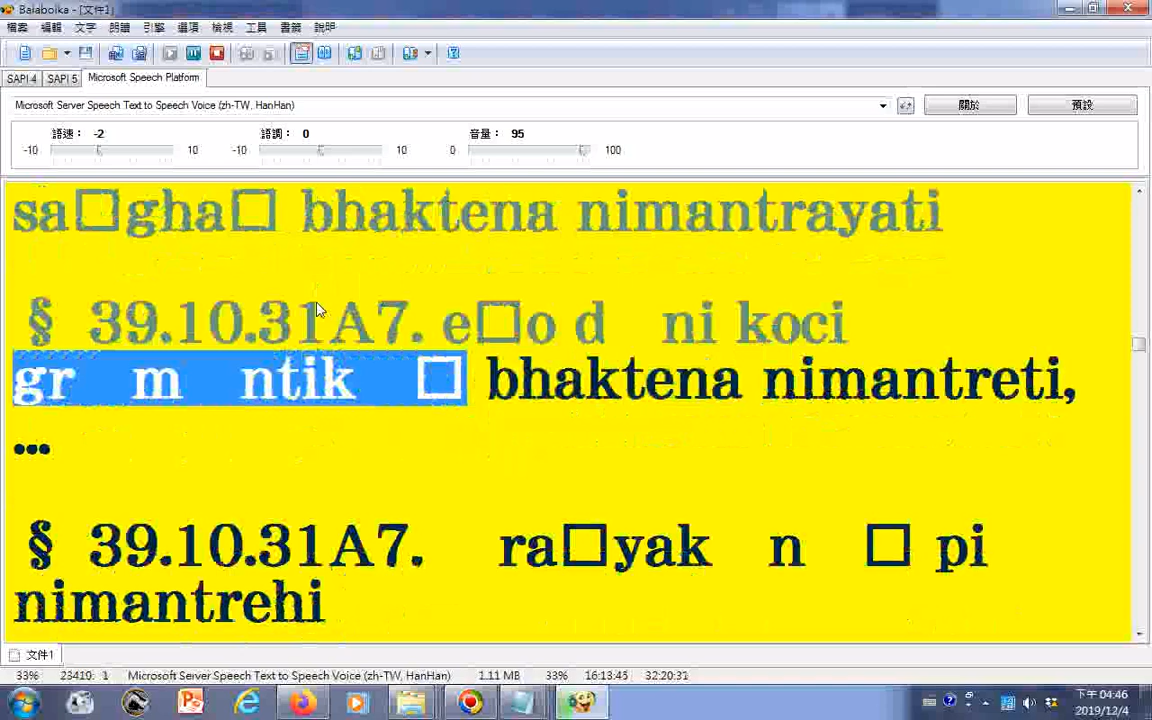 Balabolka - [文件1]
檔案 編輯 文字 朗讀 引擎 選項 檢視 工具 書籤 說明
SAPI 4 SAPI 5 Microsoft Speech Platform
Microsoft Server Speech Text to Speech Voice (zh-TW, HanHan) 關於 預設
語速： -2 語調： 0 音量： 95
-10 10 -10 10 0 100
sa□gha□ bhaktena nimantrayati
§ 39.10.31A7. e□o d ni koci
gr m ntik □ bhaktena nimantreti,
...
§ 39.10.31A7. ra□yak n □ pi
nimantrehi
文件1
33% 23419: 1 Microsoft Server Speech Text to Speech Voice (zh-TW, HanHan) 1.11 MB 33% 16:13:45 32:20:31
下午 04:46
2019/12/4